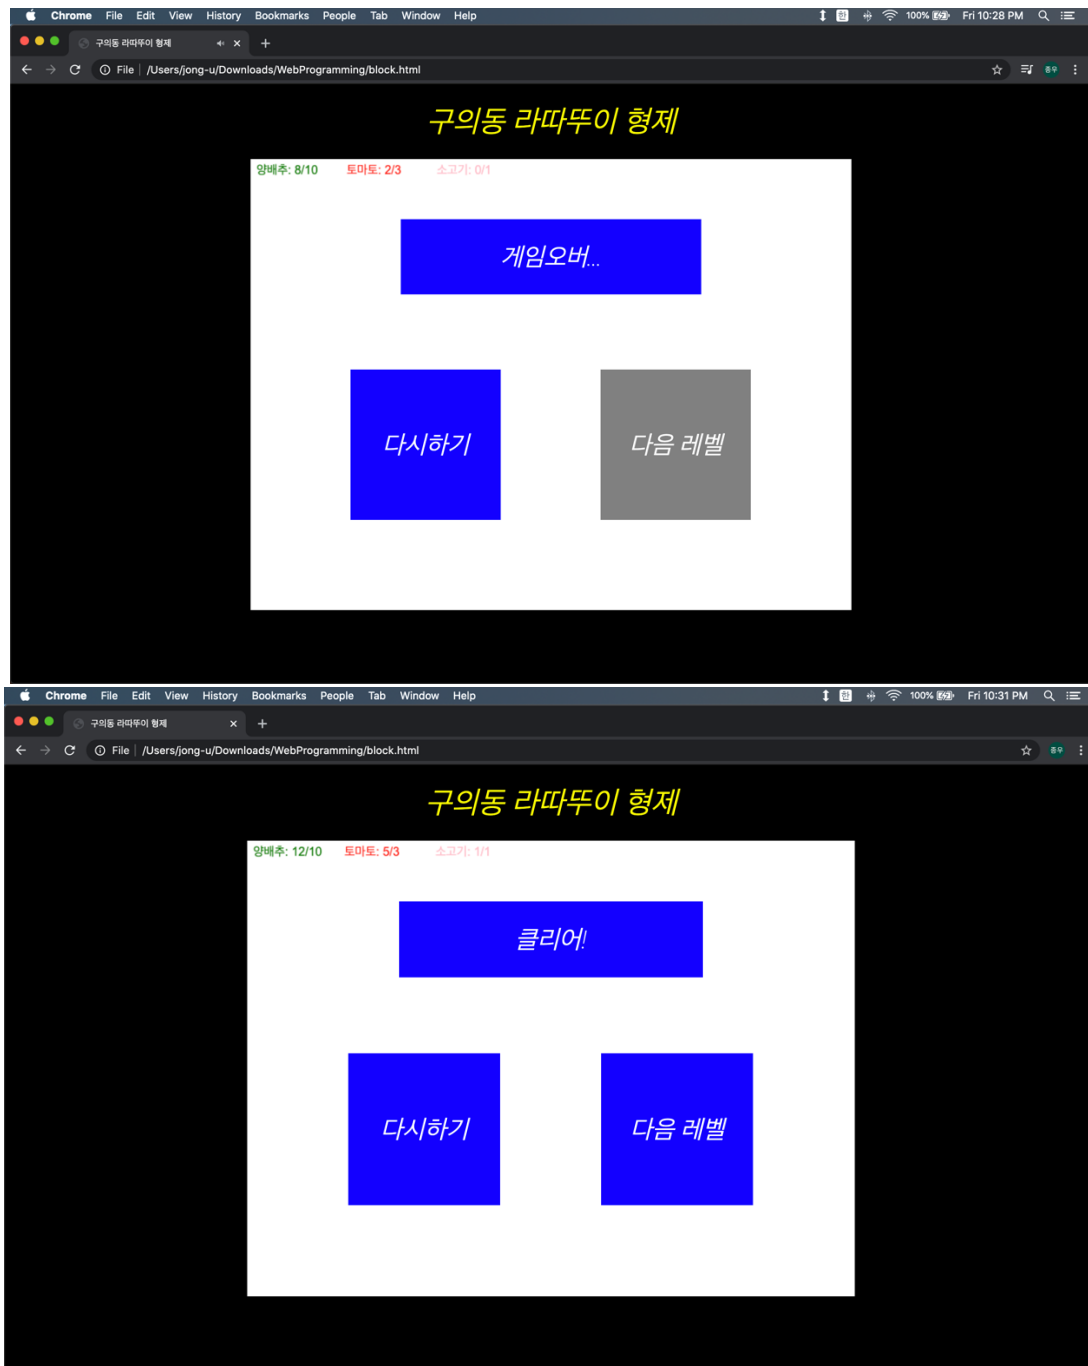 Chrome File Edit View History Bookmarks People Tab Window Help 한 100% Fri 10:28 PM
구의동 라따뚜이 형제
File /Users/jong-u/Downloads/WebProgramming/block.html 종우
구의동 라따뚜이 형제
양배추: 8/10 토마토: 2/3 소고기: 0/1
게임오버...
다시하기 다음 레벨
Chrome File Edit View History Bookmarks People Tab Window Help 한 100% Fri 10:31 PM
구의동 라따뚜이 형제
File /Users/jong-u/Downloads/WebProgramming/block.html 종우
구의동 라따뚜이 형제
양배추: 12/10 토마토: 5/3 소고기: 1/1
클리어!
다시하기 다음 레벨